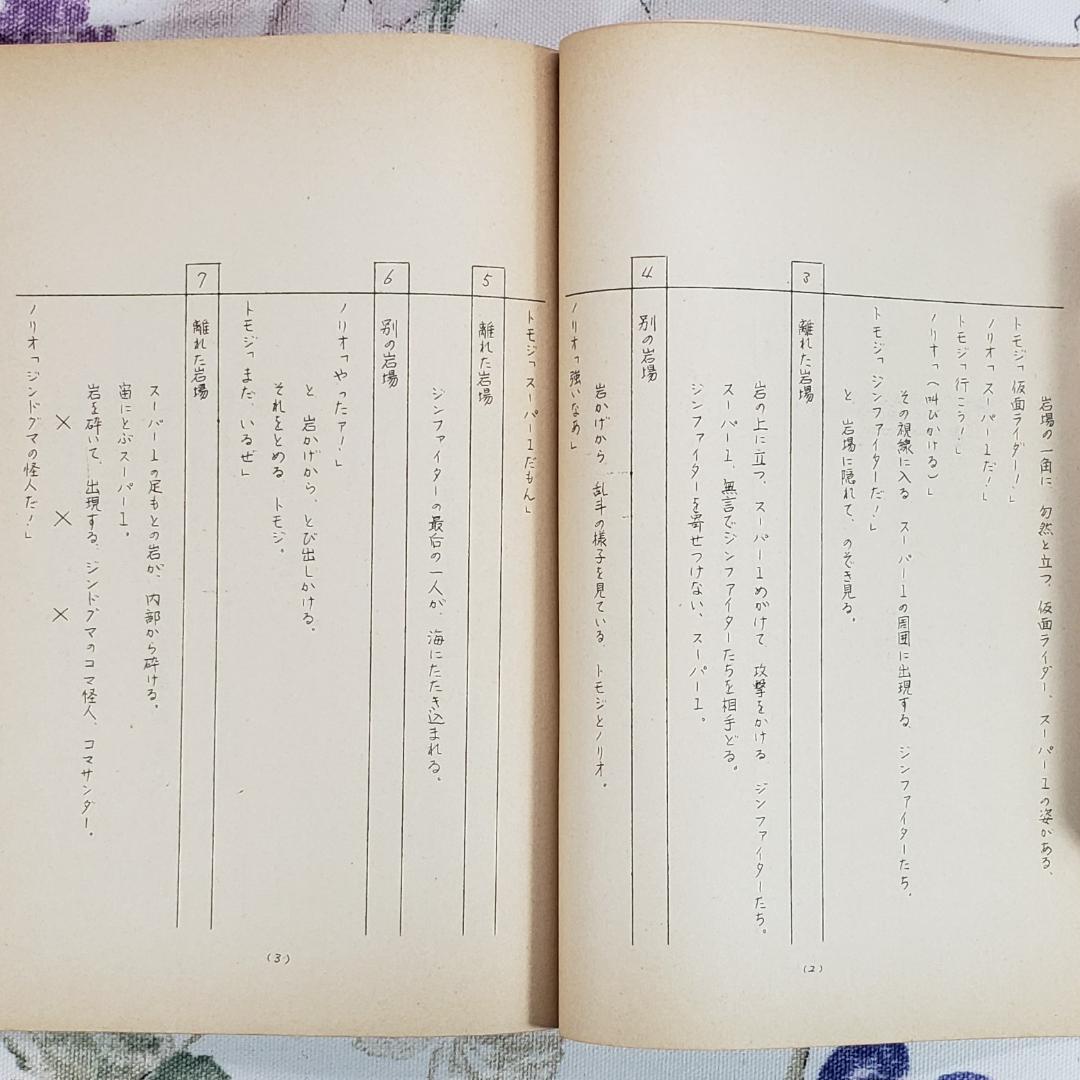 岩場の一角に、勾然と立つ、仮面ライダー、スーパー1の姿がある、
トモジ「仮面ライダー！」
ノリオ「スーパー1だ！」
トモジ「行こう！」
ノリオ「（叫びかける）」
その視線に入る　スーパー1の周囲に出現する、ジンファイターたち、
トモジ「ジンファイターだ！」
と　岩場に隠れて、のぞき見る。
3　離れた岩場
岩の上に立つ、スーパー1めがけて　攻撃をかける　ジンファイターたち。
スーパー1、無言でジンファイターたちを相手どる。
ジンファイターを寄せつけない、スーパー1。
4　別の岩場
岩かげから、乱斗の様子を見ている、トモジとノリオ。
ノリオ「強いなあ」
(2)
トモジ「スーパー1だもん」
5　離れた岩場
ジンファイターの最后の一人が、海にたたき込まれる。
6　別の岩場
ノリオ「やったァ！」
と　岩かげから、とび出しかける。
それをとめる　トモジ。
トモジ「まだ、いるぜ」
7　離れた岩場
スーパー1の足もとの岩が、内部から砕ける。
宙にとぶスーパー1。
岩を砕いて、出現する、ジンドグマのコマ怪人、コマサンダー。
×　×　×
ノリオ「ジンドグマの怪人だ！」
(3)